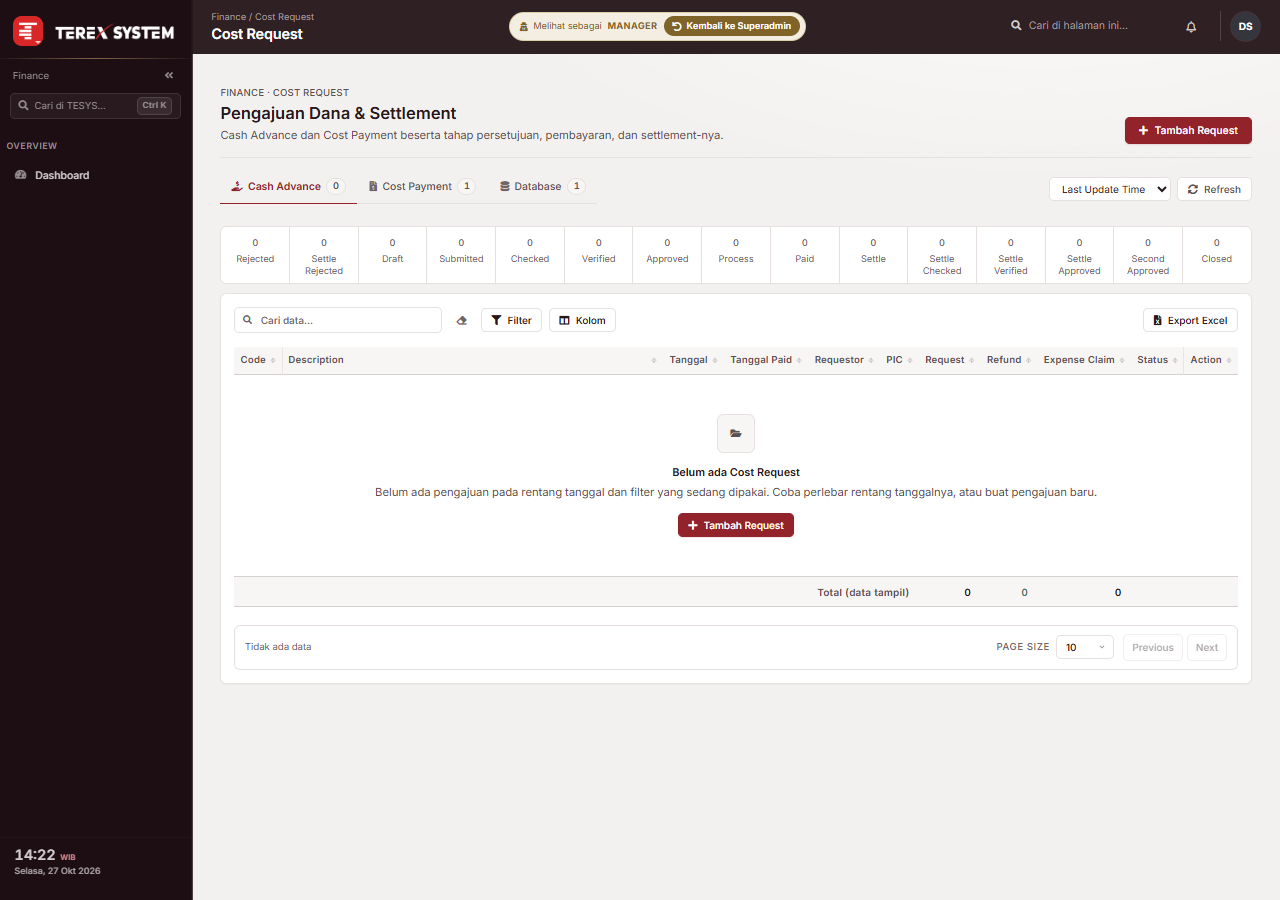 TEREX SYSTEM
Finance
Cari di TESYS...
Ctrl K
OVERVIEW
Dashboard
14:22 WIB
Selasa, 27 Okt 2026
Finance / Cost Request
Cost Request
Melihat sebagai MANAGER
Kembali ke Superadmin
Cari di halaman ini...
DS
FINANCE · COST REQUEST
Pengajuan Dana & Settlement
Cash Advance dan Cost Payment beserta tahap persetujuan, pembayaran, dan settlement-nya.
Tambah Request
Cash Advance 0
Cost Payment 1
Database 1
Last Update Time
Refresh
0 Rejected
0 Settle Rejected
0 Draft
0 Submitted
0 Checked
0 Verified
0 Approved
0 Process
0 Paid
0 Settle
0 Settle Checked
0 Settle Verified
0 Settle Approved
0 Second Approved
0 Closed
Cari data...
Filter
Kolom
Export Excel
Code Description Tanggal Tanggal Paid Requestor PIC Request Refund Expense Claim Status Action
Belum ada Cost Request
Belum ada pengajuan pada rentang tanggal dan filter yang sedang dipakai. Coba perlebar rentang tanggalnya, atau buat pengajuan baru.
Tambah Request
Total (data tampil) 0 0 0
Tidak ada data
PAGE SIZE 10 Previous Next